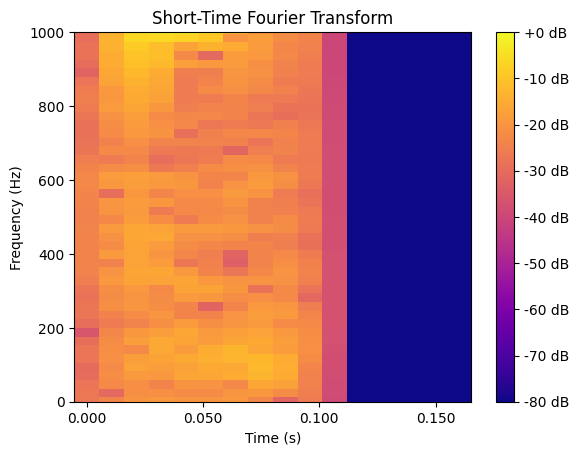 Short-Time Fourier Transform
Frequency (Hz)
1000
800
600
400
200
0
0.000
0.050
0.100
0.150
Time (s)
+0 dB
-10 dB
-20 dB
-30 dB
-40 dB
-50 dB
-60 dB
-70 dB
-80 dB